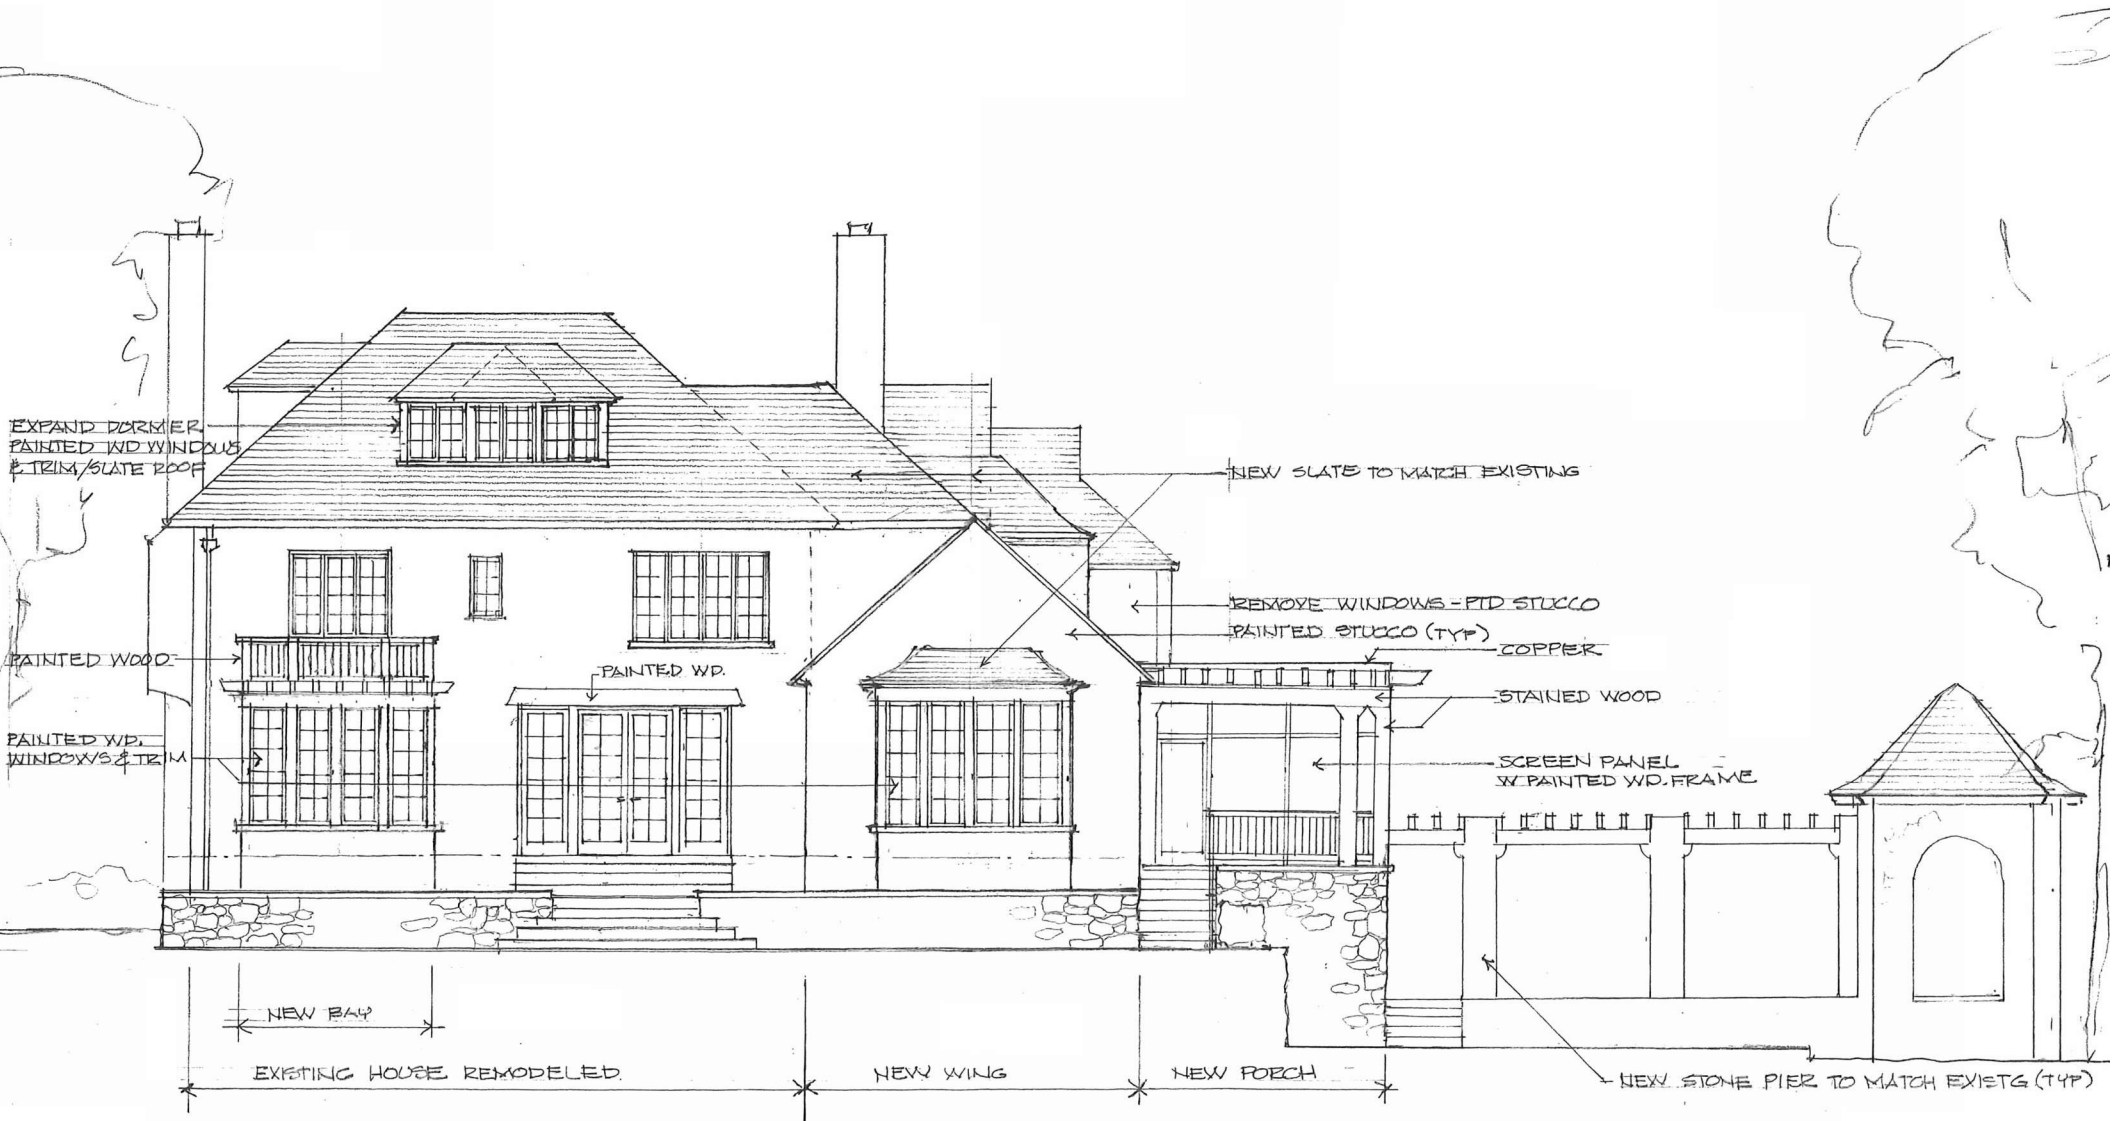 EXPAND DORMER
PAINTED WD WINDOWS
& TRIM/SLATE ROOF
NEW SLATE TO MATCH EXISTING
REMOVE WINDOWS - PTD STUCCO
PAINTED STUCCO (TYP)
COPPER
PAINTED WOOD
PAINTED WD.
STAINED WOOD
PAINTED WD.
WINDOWS & TRIM
SCREEN PANEL
W PAINTED WD. FRAME
NEW BAY
EXISTING HOUSE REMODELED.
NEW WING
NEW PORCH
NEW STONE PIER TO MATCH EXIST'G (TYP)